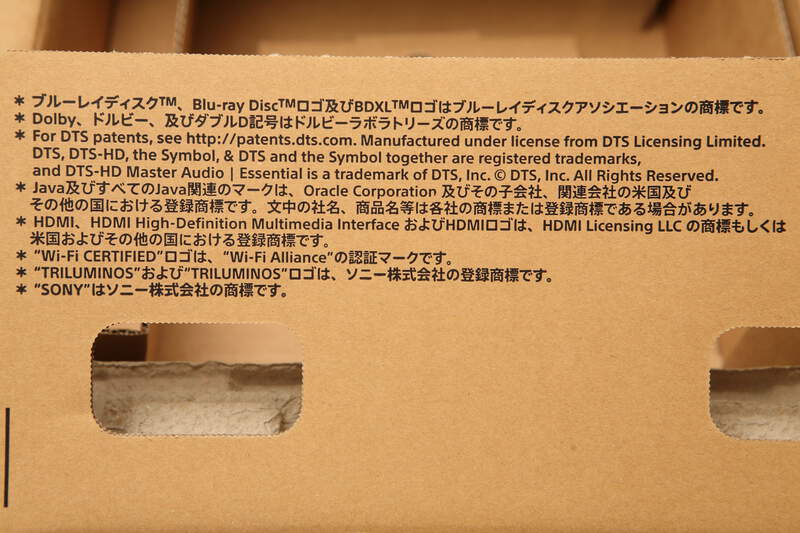 * ブルーレイディスク™、Blu-ray Disc™ロゴ及びBDXL™ロゴはブルーレイディスクアソシエーションの商標です。
* Dolby、ドルビー、及びダブルD記号はドルビーラボラトリーズの商標です。
* For DTS patents, see http://patents.dts.com. Manufactured under license from DTS Licensing Limited.
DTS, DTS-HD, the Symbol, & DTS and the Symbol together are registered trademarks,
and DTS-HD Master Audio | Essential is a trademark of DTS, Inc. © DTS, Inc. All Rights Reserved.
* Java及びすべてのJava関連のマークは、Oracle Corporation 及びその子会社、関連会社の米国及び
その他の国における登録商標です。文中の社名、商品名等は各社の商標または登録商標である場合があります。
* HDMI、HDMI High-Definition Multimedia Interface およびHDMIロゴは、HDMI Licensing LLC の商標もしくは
米国およびその他の国における登録商標です。
* "Wi-Fi CERTIFIED"ロゴは、"Wi-Fi Alliance"の認証マークです。
* "TRILUMINOS"および"TRILUMINOS"ロゴは、ソニー株式会社の登録商標です。
* "SONY"はソニー株式会社の商標です。